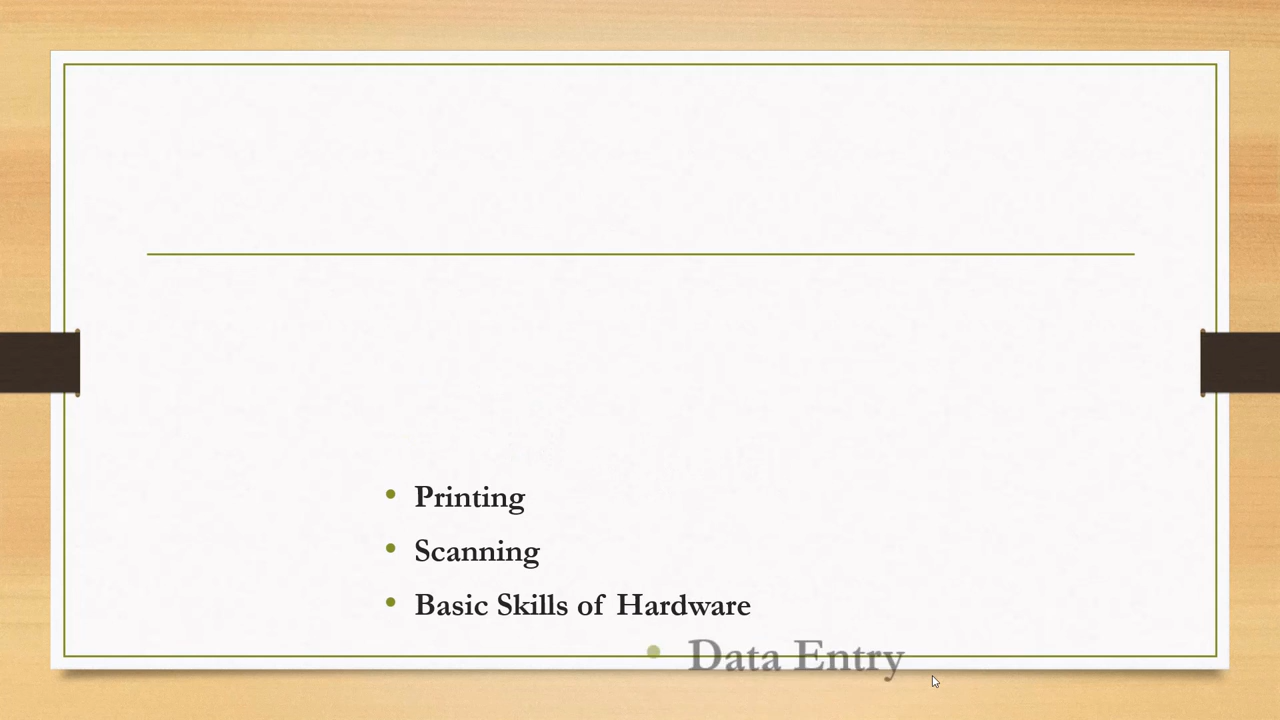 • Printing
• Scanning
• Basic Skills of Hardware
• Data Entry